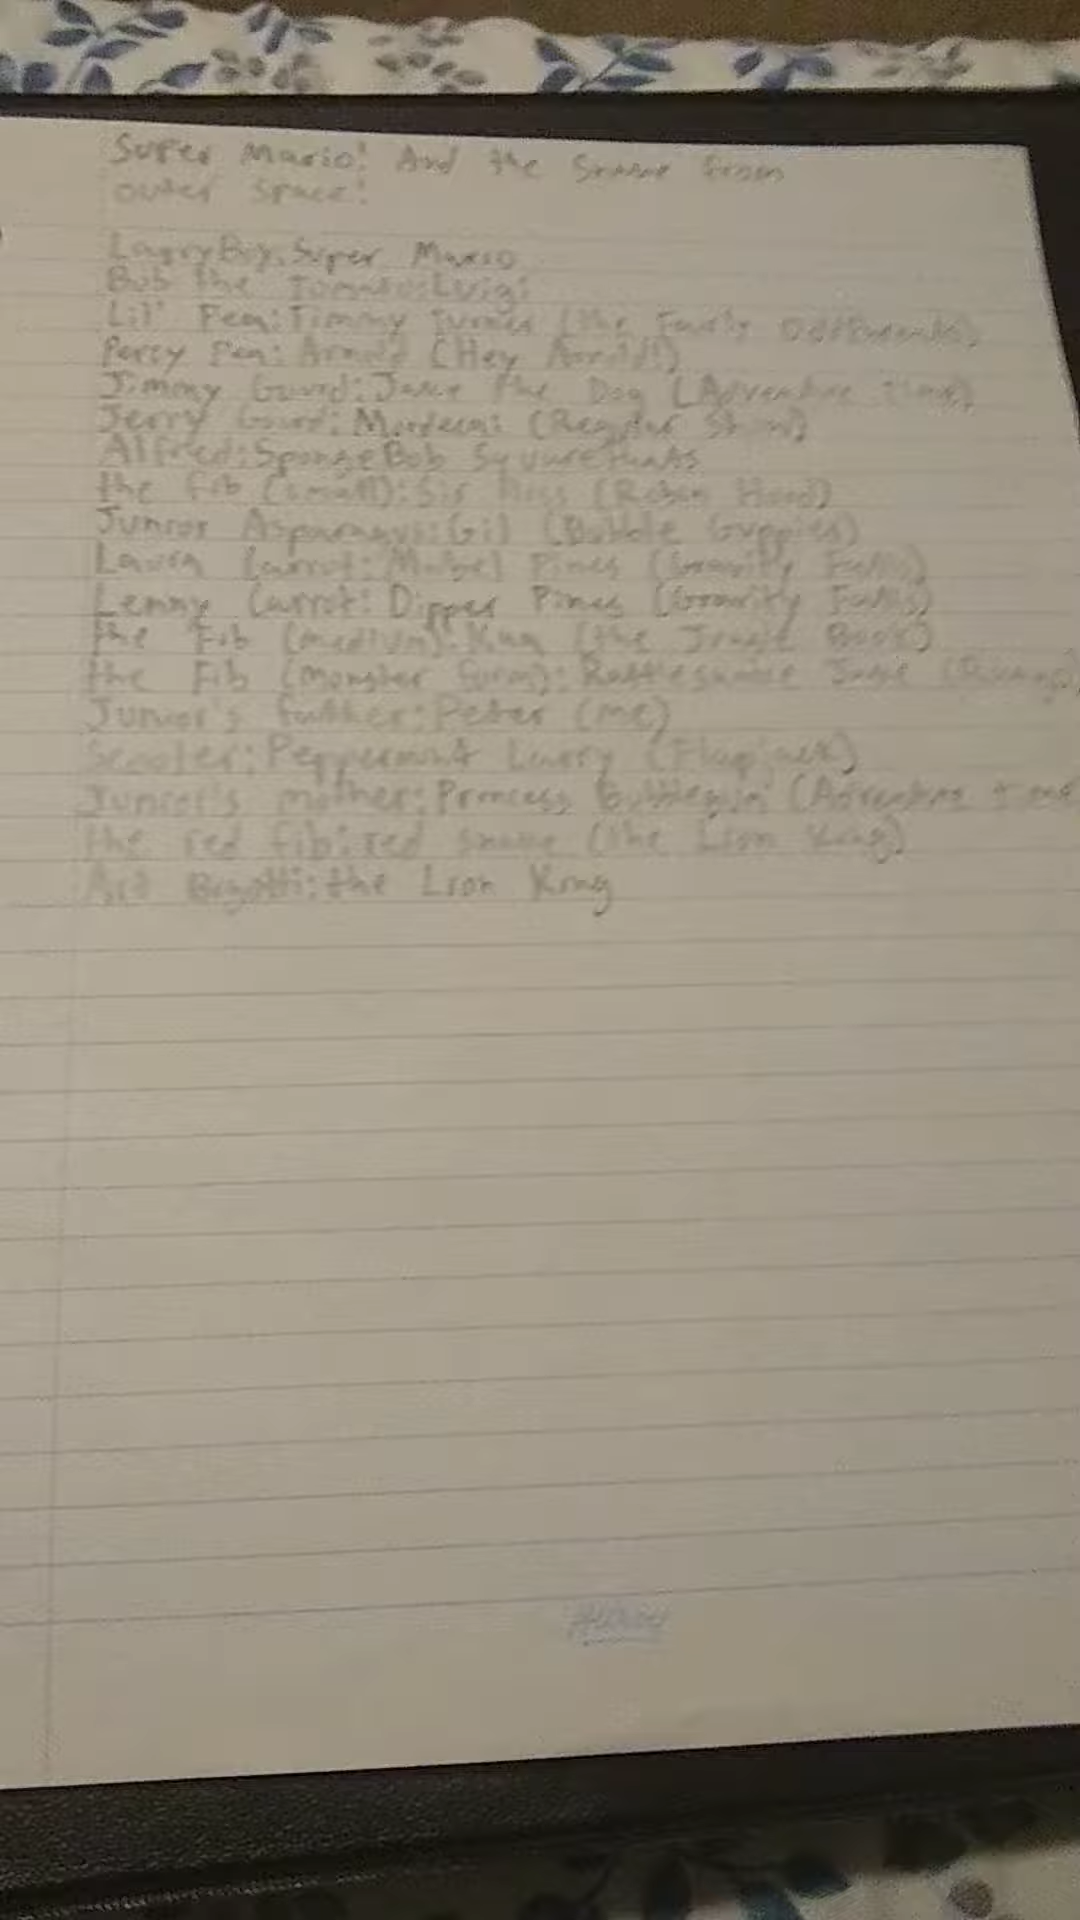 Super Mario! And the Snake from
outer space!
LarryBoy: Super Mario
Bob the Tomato: Luigi
Lil' Pea: Timmy Turner (the Fairly OddParents)
Percy Pea: Arnold (Hey Arnold!)
Jimmy Gourd: Jake the Dog (Adventure time)
Jerry Gourd: Mordecai (Regular Show)
Alfred: SpongeBob SquarePants
the Fib (small): Sir Hiss (Robin Hood)
Junior Asparagus: Gil (Bubble Guppies)
Laura Carrot: Mabel Pines (Gravity Falls)
Lenny Carrot: Dipper Pines (Gravity Falls)
the Fib (medium): Kaa (the Jungle Book)
the Fib (monster form): Rattlesnake Jake (Rango)
Junior's father: Peter (me)
Scooter: Peppermint Larry (Flapjack)
Junior's mother: Princess Bubblegum (Adventure time
the red fib: red snake (the Lion King)
Art Bigotti: the Lion King